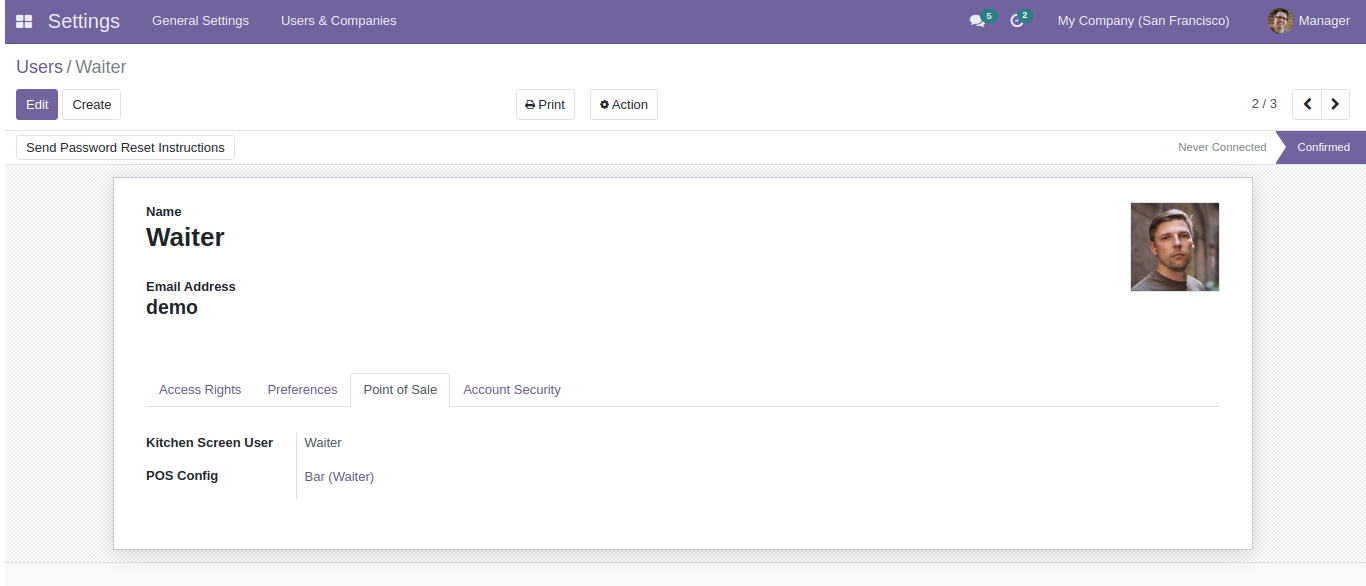 Settings General Settings Users & Companies 5 2 My Company (San Francisco) Manager
Users / Waiter
Edit Create Print Action 2 / 3
Send Password Reset Instructions Never Connected Confirmed
Name
Waiter
Email Address
demo
Access Rights Preferences Point of Sale Account Security
Kitchen Screen User Waiter
POS Config Bar (Waiter)